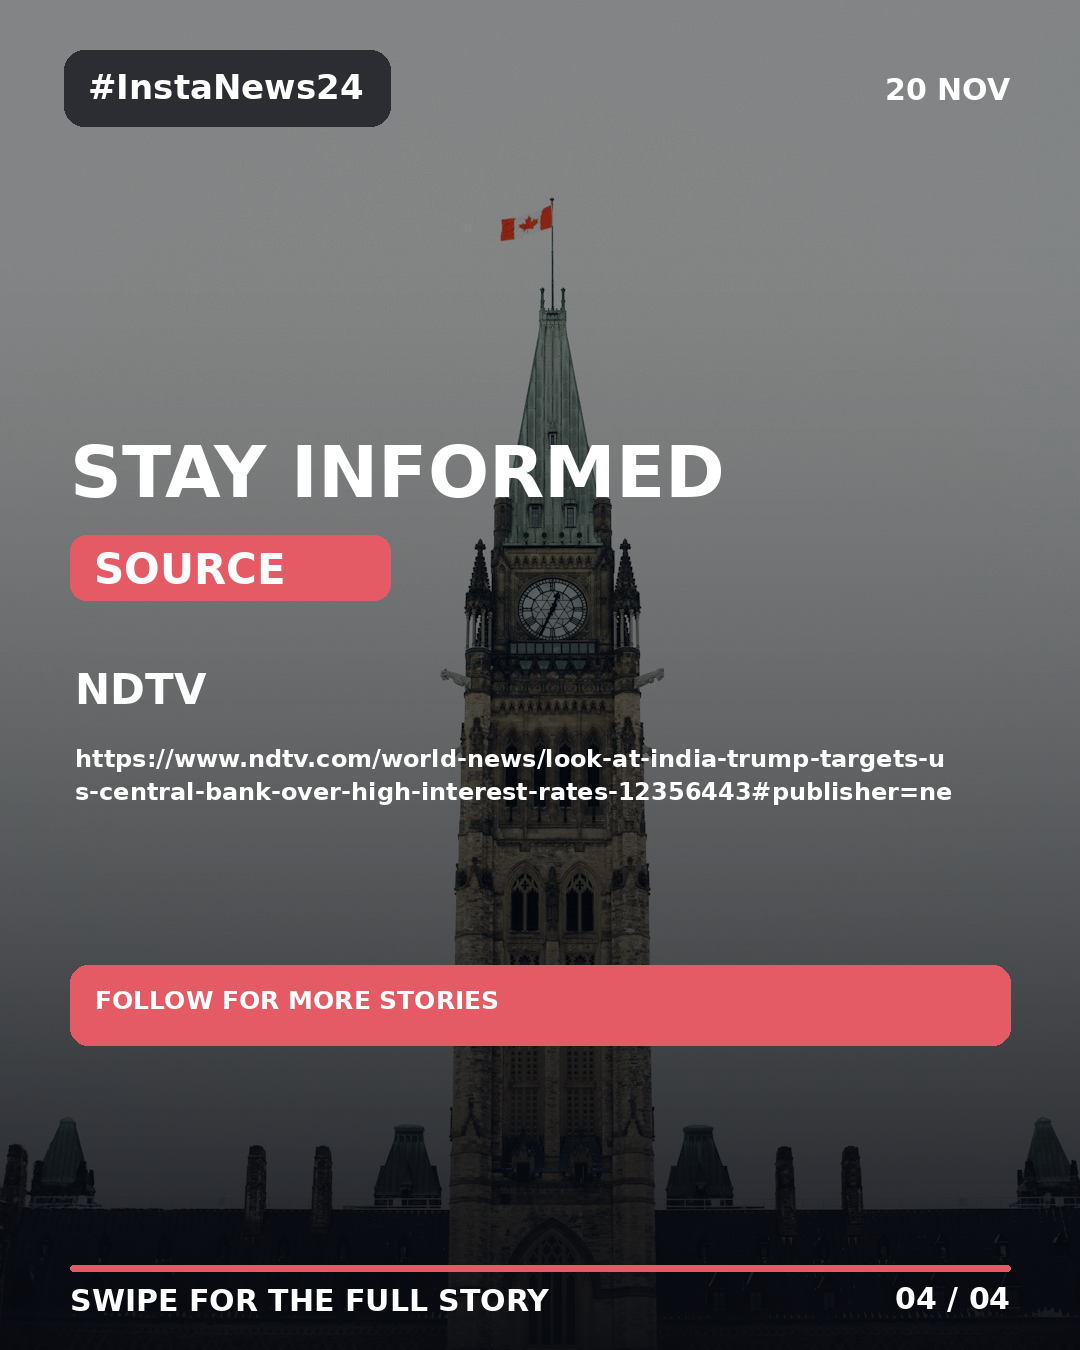 #InstaNews24
20 NOV
STAY INFORMED
SOURCE
NDTV
https://www.ndtv.com/world-news/look-at-india-trump-targets-u
s-central-bank-over-high-interest-rates-12356443#publisher=ne
FOLLOW FOR MORE STORIES
SWIPE FOR THE FULL STORY
04 / 04